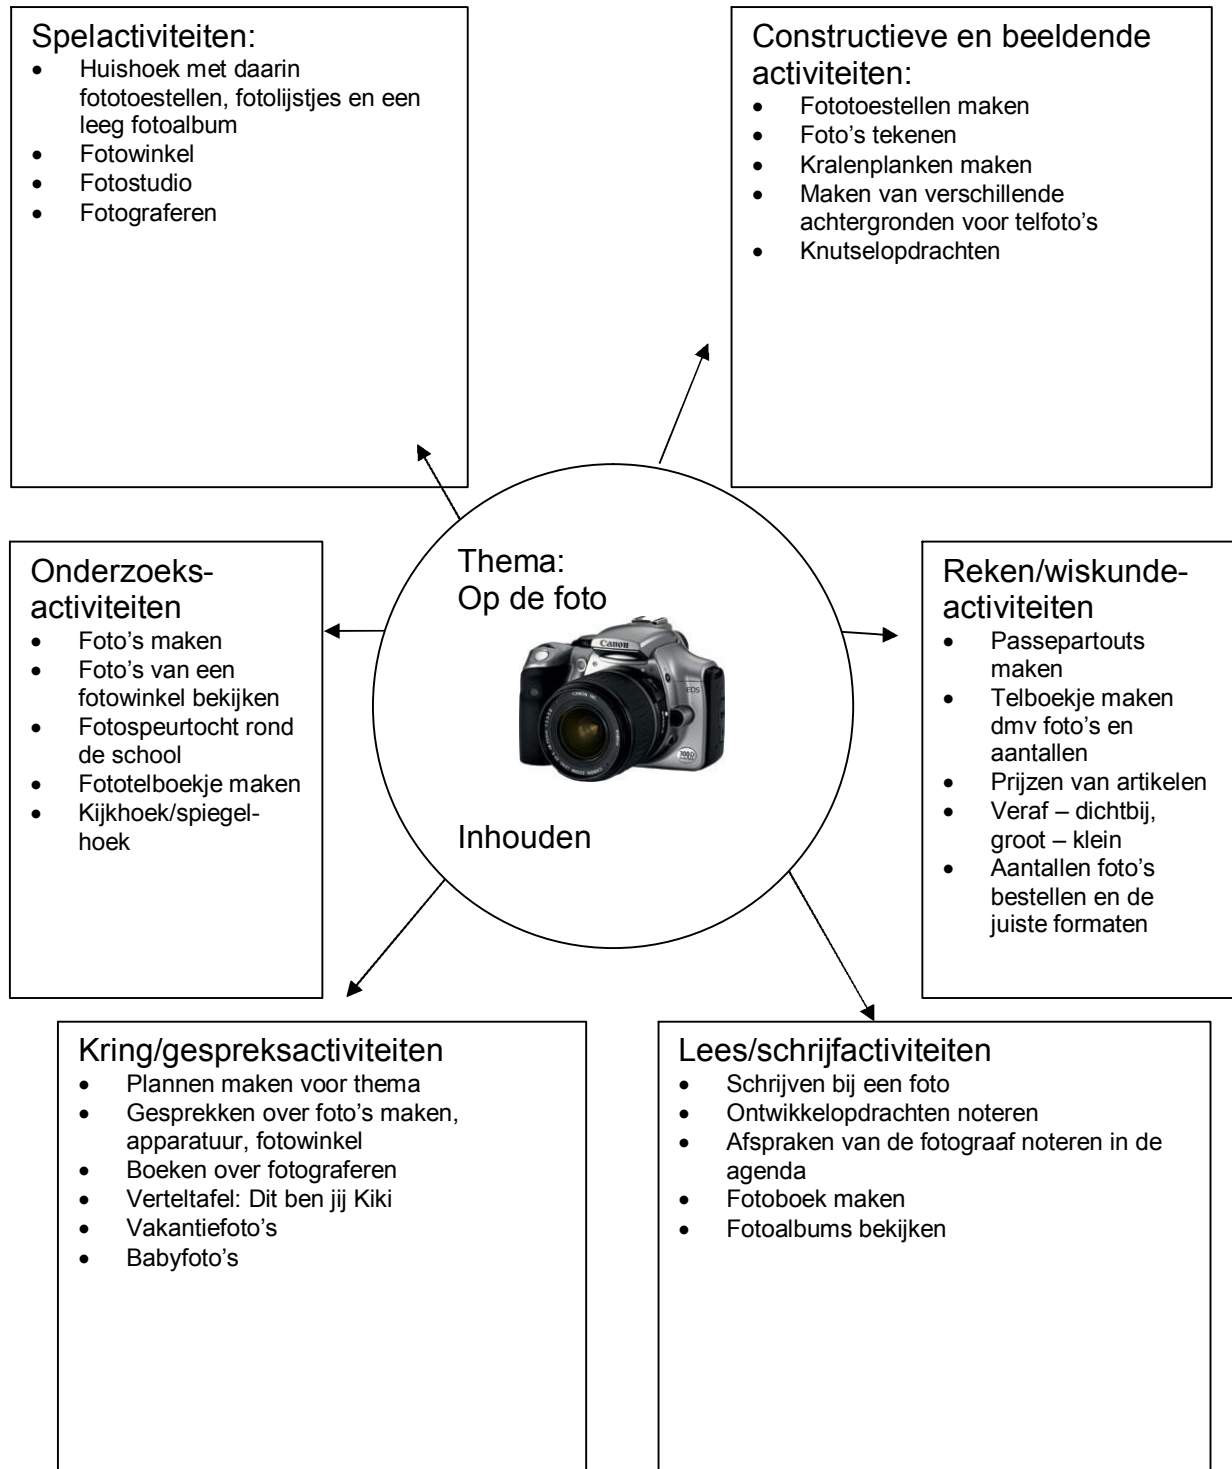 Spelactiviteiten:
• Huishoek met daarin
fototoestellen, fotolijstjes en een
leeg fotoalbum
• Fotowinkel
• Fotostudio
• Fotograferen
Constructieve en beeldende
activiteiten:
• Fototoestellen maken
• Foto's tekenen
• Kralenplanken maken
• Maken van verschillende
achtergronden voor telfoto's
• Knutselopdrachten
Onderzoeks-
activiteiten
• Foto's maken
• Foto's van een
fotowinkel bekijken
• Fotospeurtocht rond
de school
• Fototelboekje maken
• Kijkhoek/spiegel-
hoek
Thema:
Op de foto
Canon
EOS
300D
Inhouden
Reken/wiskunde-
activiteiten
• Passepartouts
maken
• Telboekje maken
dmv foto's en
aantallen
• Prijzen van artikelen
• Veraf – dichtbij,
groot – klein
• Aantallen foto's
bestellen en de
juiste formaten
Kring/gespreksactiviteiten
• Plannen maken voor thema
• Gesprekken over foto's maken,
apparatuur, fotowinkel
• Boeken over fotograferen
• Verteltafel: Dit ben jij Kiki
• Vakantiefoto's
• Babyfoto's
Lees/schrijfactiviteiten
• Schrijven bij een foto
• Ontwikkelopdrachten noteren
• Afspraken van de fotograaf noteren in de
agenda
• Fotoboek maken
• Fotoalbums bekijken